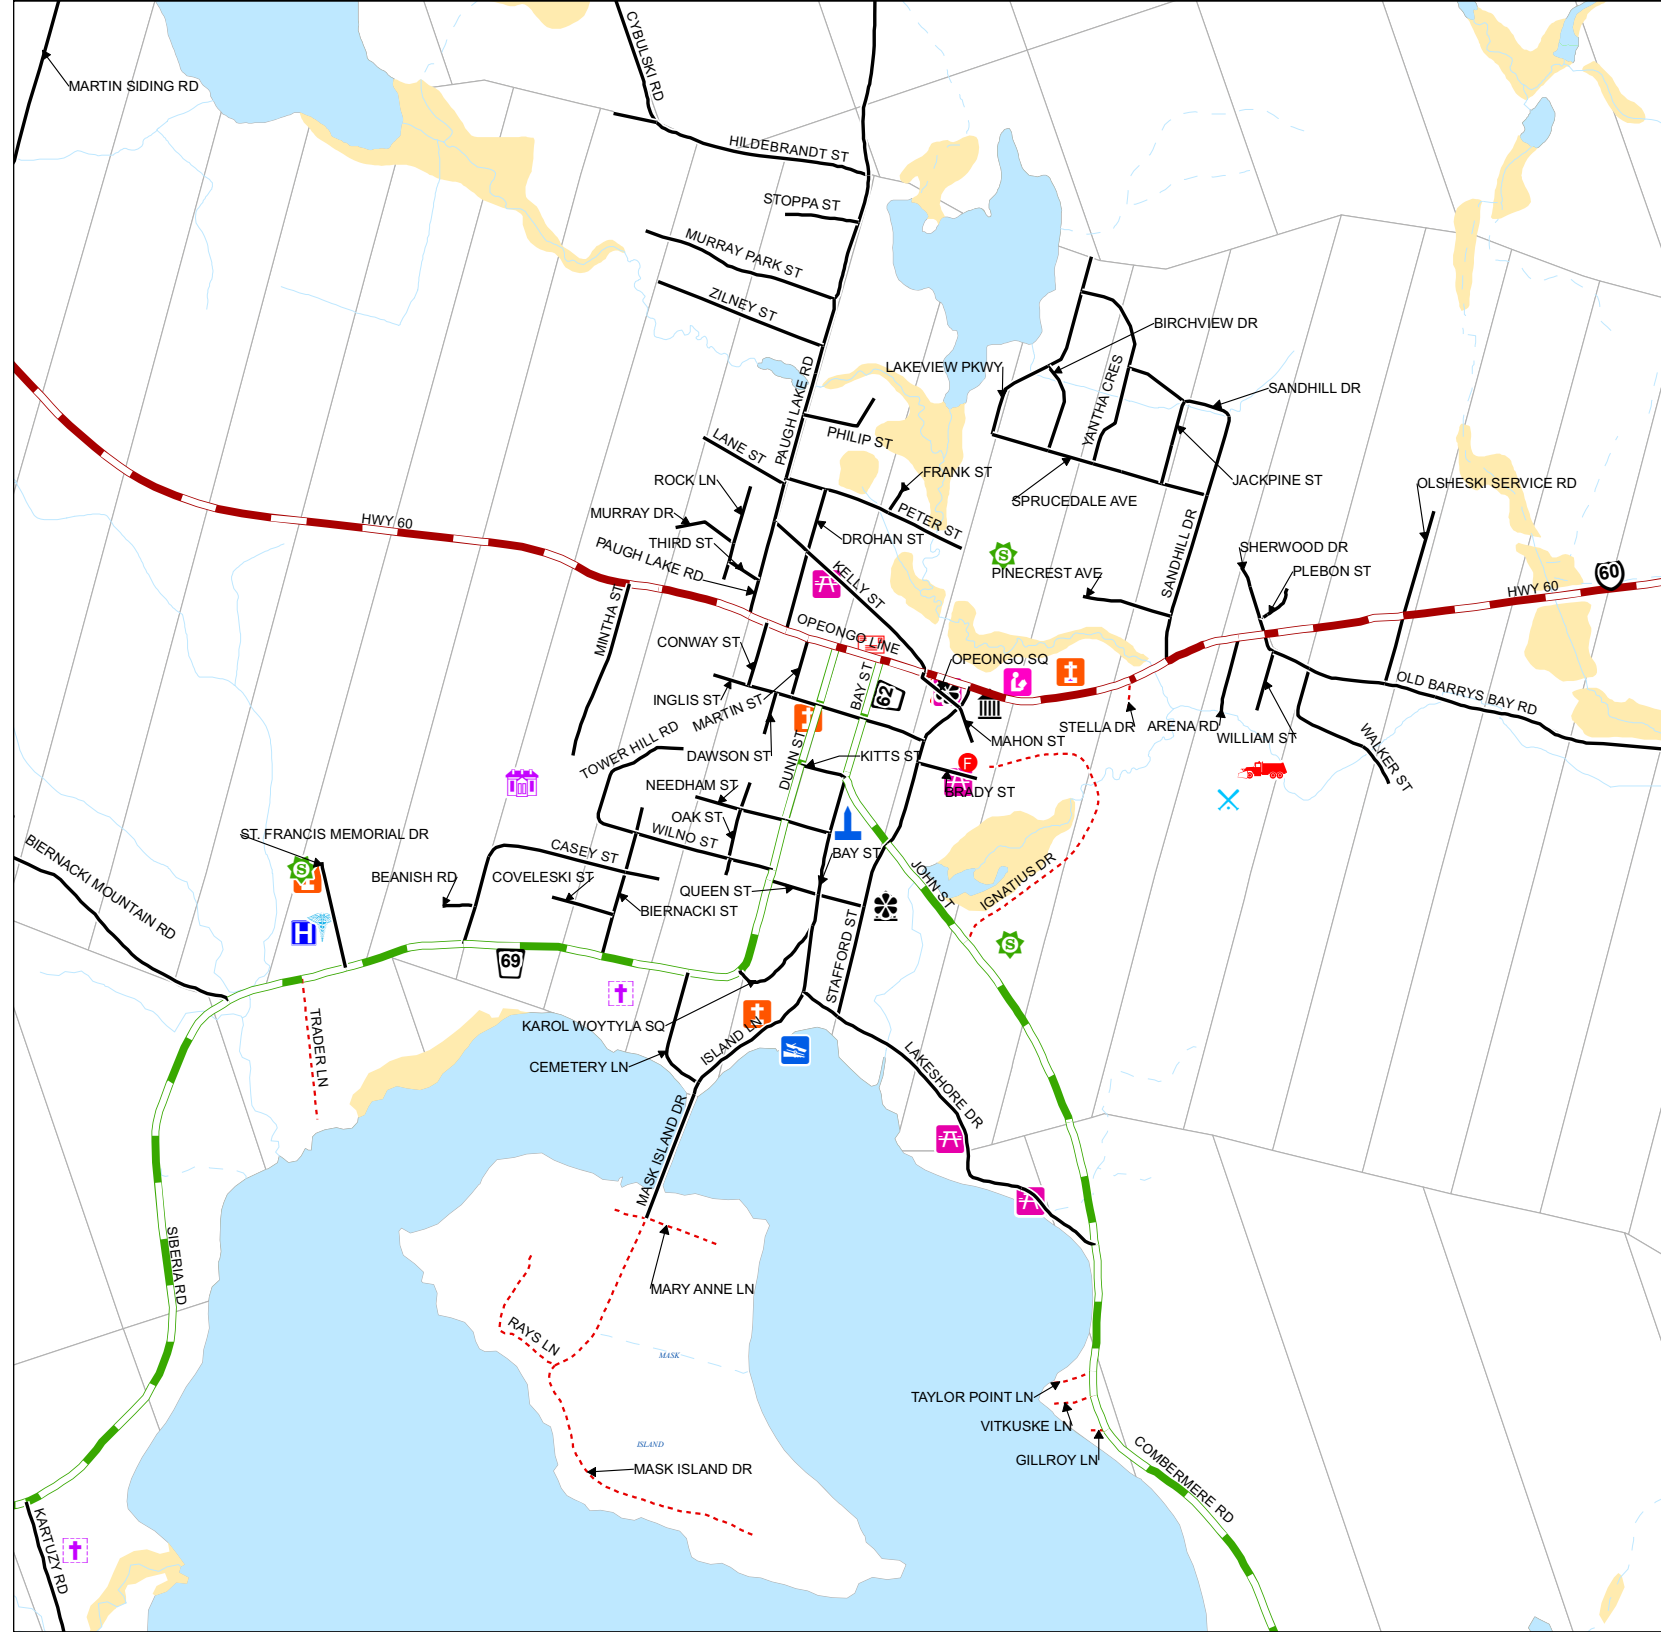 CYBULSKI RD
MARTIN SIDING RD
HILDEBRANDT ST
STOPPA ST
MURRAY PARK ST
ZILNEY ST
BIRCHVIEW DR
LAKEVIEW PKWY
YANTHA CRES
SANDHILL DR
PAUGH LAKE RD
PHILIP ST
LANE ST
FRANK ST
ROCK LN
JACKPINE ST
OLSHESKI SERVICE RD
SPRUCEDALE AVE
MURRAY DR
HWY 60
PETER ST
DROHAN ST
THIRD ST
PAUGH LAKE RD
S
SHERWOOD DR
PLEBON ST
60
HWY 60
PINECREST AVE
SANDHILL DR
KELLY ST
MINTHA ST
OPEONGO LINE
CONWAY ST
OPEONGO SQ
BAY ST
62
INGLIS ST
MARTIN ST
OLD BARRYS BAY RD
STELLA DR
ARENA RD
WILLIAM ST
WALKER ST
TOWER HILL RD
DAWSON ST
DUNN ST
KITTS ST
MAHON ST
F
NEEDHAM ST
BRADY ST
OAK ST
WILNO ST
ST. FRANCIS MEMORIAL DR
BIERNACKI MOUNTAIN RD
CASEY ST
BAY ST
S
BEANISH RD
COVELESKI ST
QUEEN ST
JOHN ST
IGNATIUS DR
BIERNACKI ST
H
STAFFORD ST
S
69
KAROL WOYTYLA SQ
TRADER LN
ISLAND LN
CEMETERY LN
LAKESHORE DR
MASK ISLAND DR
SIBERIA RD
MARY ANNE LN
RAYS LN
MASK
TAYLOR POINT LN
VITKUSKE LN
ISLAND
GILLROY LN
MASK ISLAND DR
COMBERMERE RD
KARTUZY RD